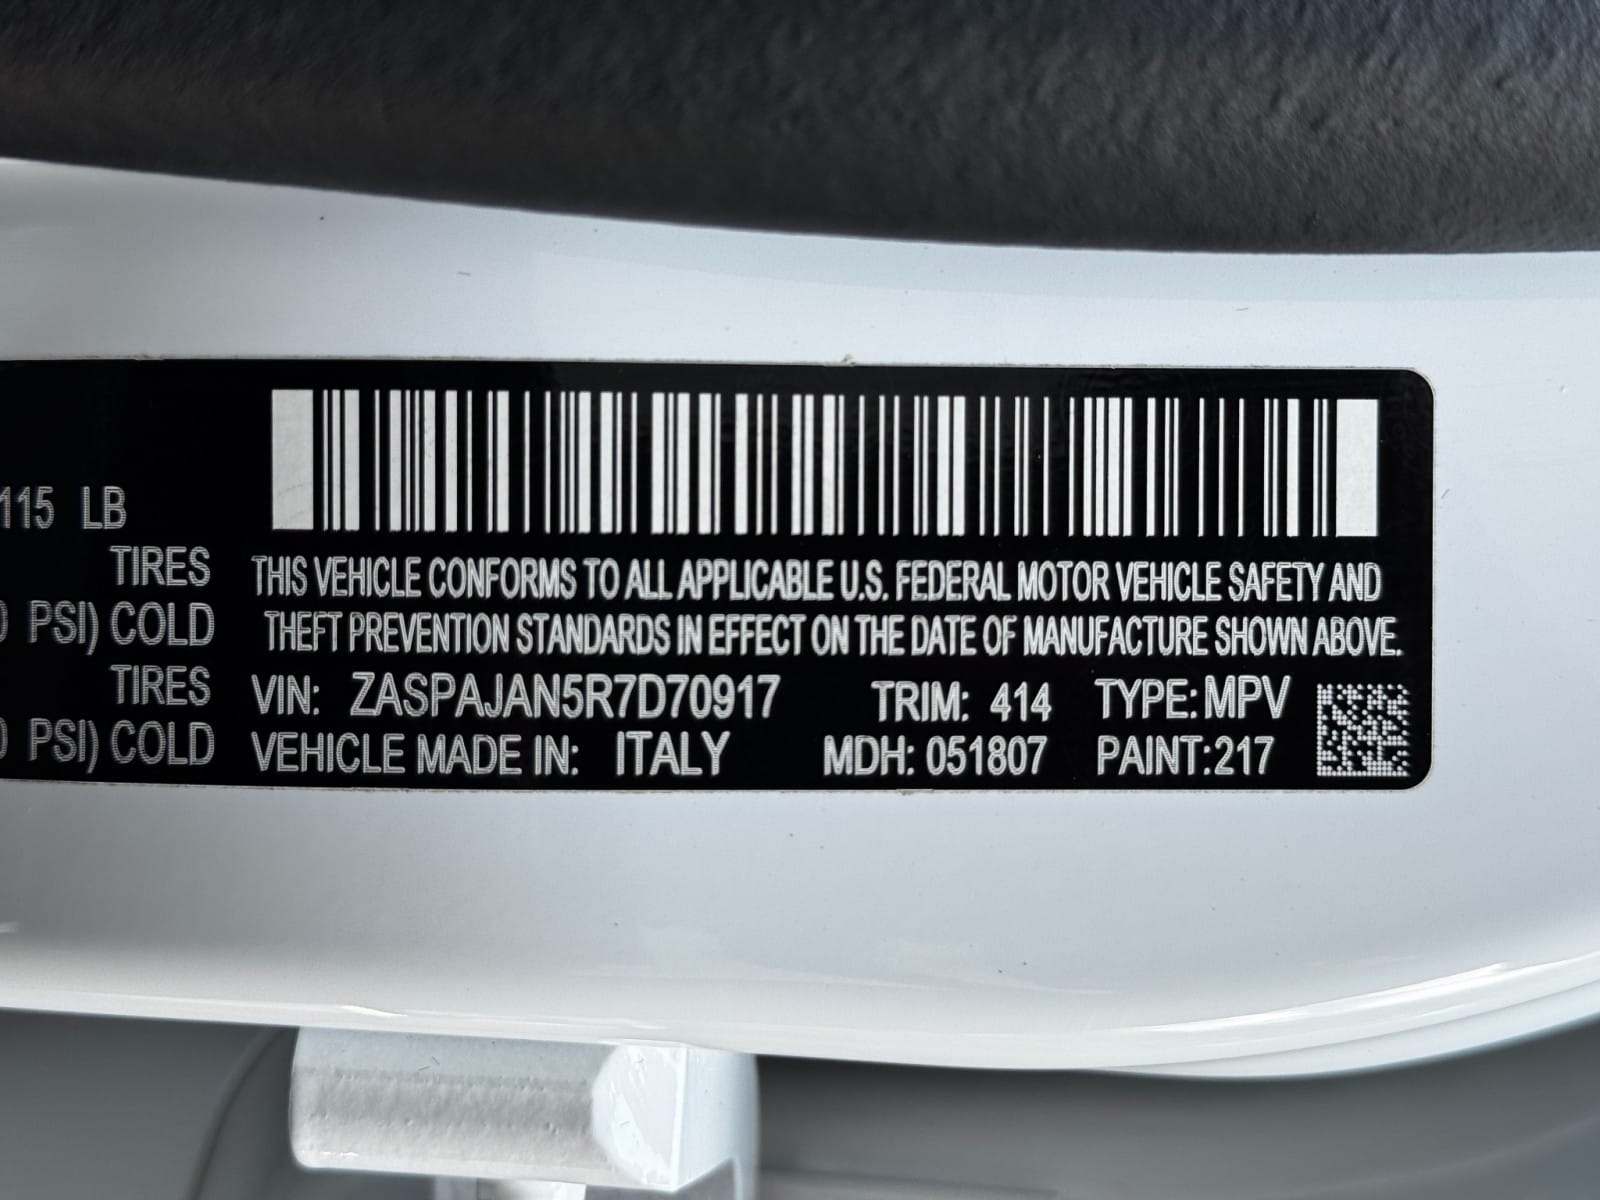 115 LB
TIRES
PSI) COLD
TIRES
PSI) COLD
THIS VEHICLE CONFORMS TO ALL APPLICABLE U.S. FEDERAL MOTOR VEHICLE SAFETY AND
THEFT PREVENTION STANDARDS IN EFFECT ON THE DATE OF MANUFACTURE SHOWN ABOVE.
VIN: ZASPAJAN5R7D70917 TRIM: 414 TYPE: MPV
VEHICLE MADE IN: ITALY MDH: 051807 PAINT:217